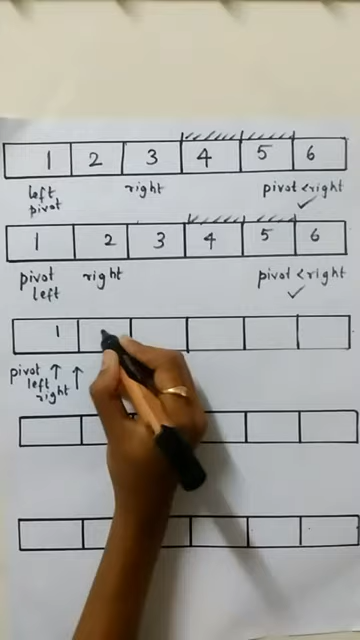 1 2 3 4 5 6
left right pivot < right
pivot ✓
1 2 3 4 5 6
pivot right pivot < right
left ✓
1
pivot ↑ ↑
left
right